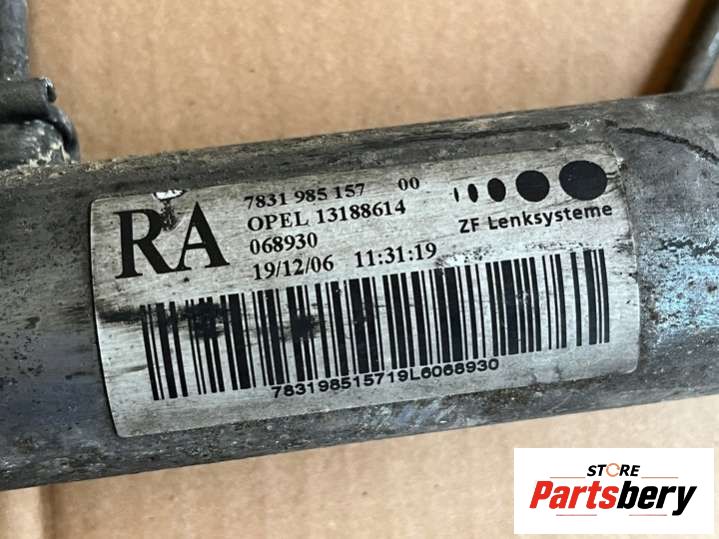 RA
7831 985 157 00
OPEL 13188614
068930
19/12/06 11:31:19
ZF Lenksysteme
783198515719L6068930
STORE
Partsbery